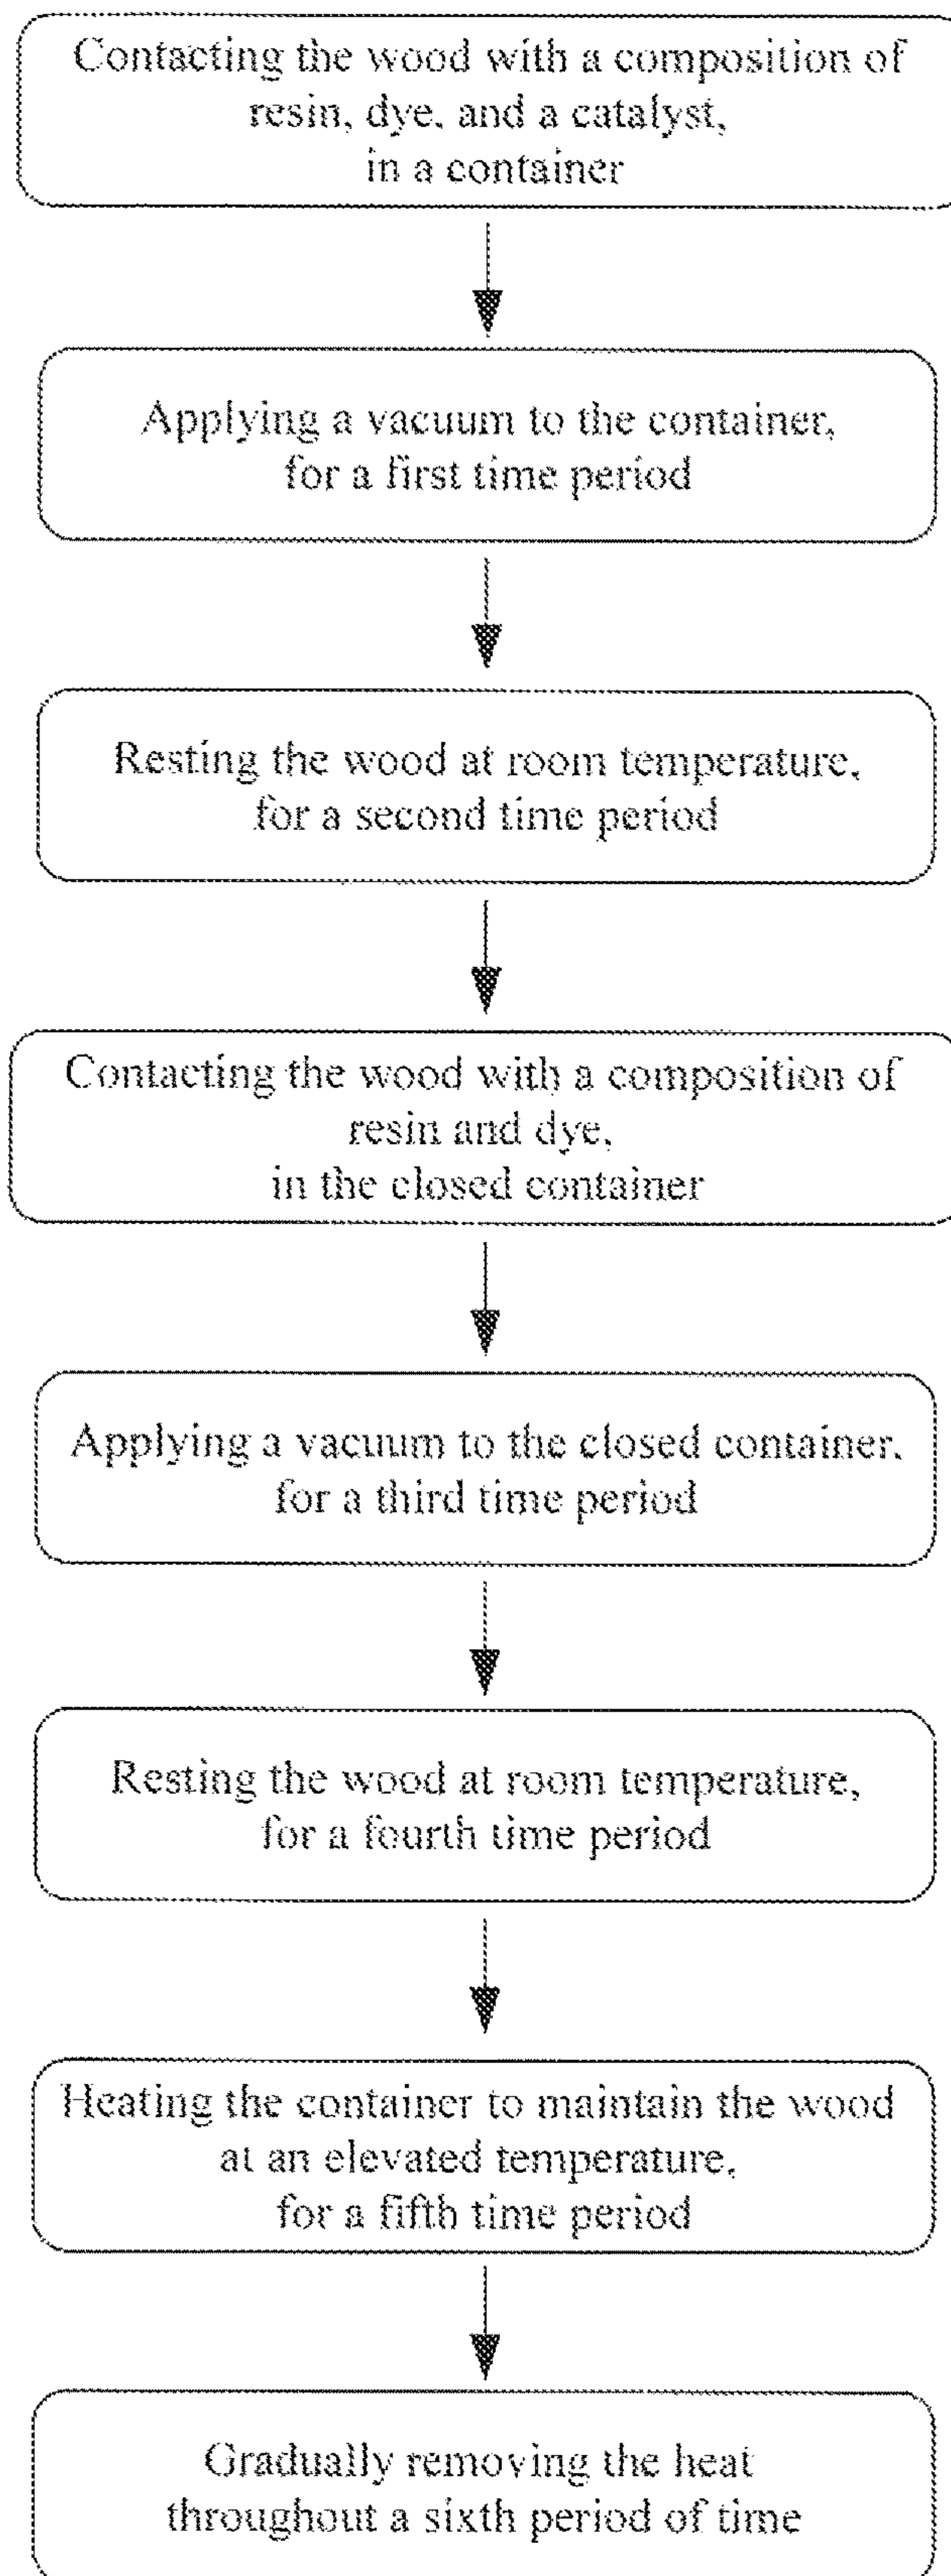 Contacting the wood with a composition of
resin, dye, and a catalyst,
in a container
Applying a vacuum to the container,
for a first time period
Resting the wood at room temperature,
for a second time period
Contacting the wood with a composition of
resin and dye,
in the closed container
Applying a vacuum to the closed container,
for a third time period
Resting the wood at room temperature,
for a fourth time period
Heating the container to maintain the wood
at an elevated temperature,
for a fifth time period
Gradually removing the heat
throughout a sixth period of time